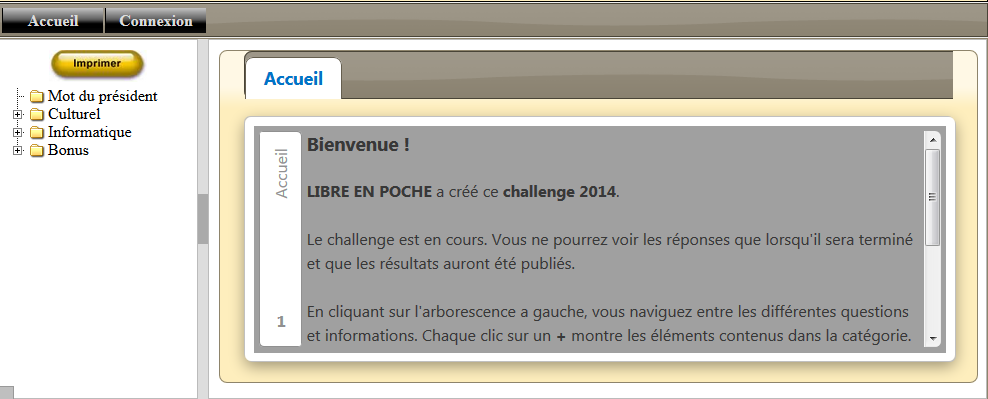 Accueil Connexion
Imprimer
Mot du président
Culturel
Informatique
Bonus
Accueil
Accueil
1
Bienvenue !
LIBRE EN POCHE a créé ce challenge 2014.
Le challenge est en cours. Vous ne pourrez voir les réponses que lorsqu'il sera terminé
et que les résultats auront été publiés.
En cliquant sur l'arborescence a gauche, vous naviguez entre les différentes questions
et informations. Chaque clic sur un + montre les éléments contenus dans la catégorie.